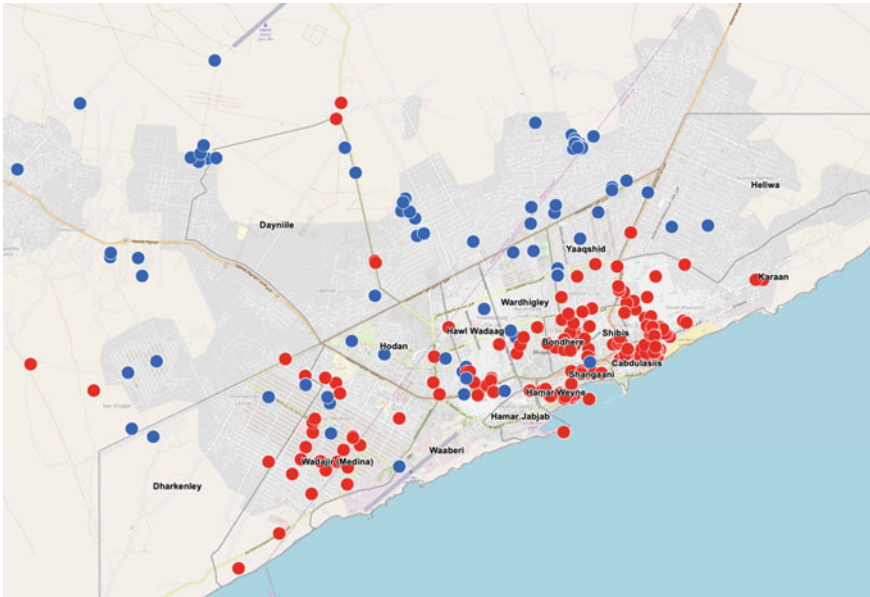 Heliwa
Dayniile
Yaaqshid
Karaan
Wardhigley
Hawl Wadaag
Shibis
Bondhere
Hodan
Cabdulasiis
Shangaani
Hamar Weyne
Hamar Jabjab
Waaberi
Wadajir (Medina)
Dharkenley